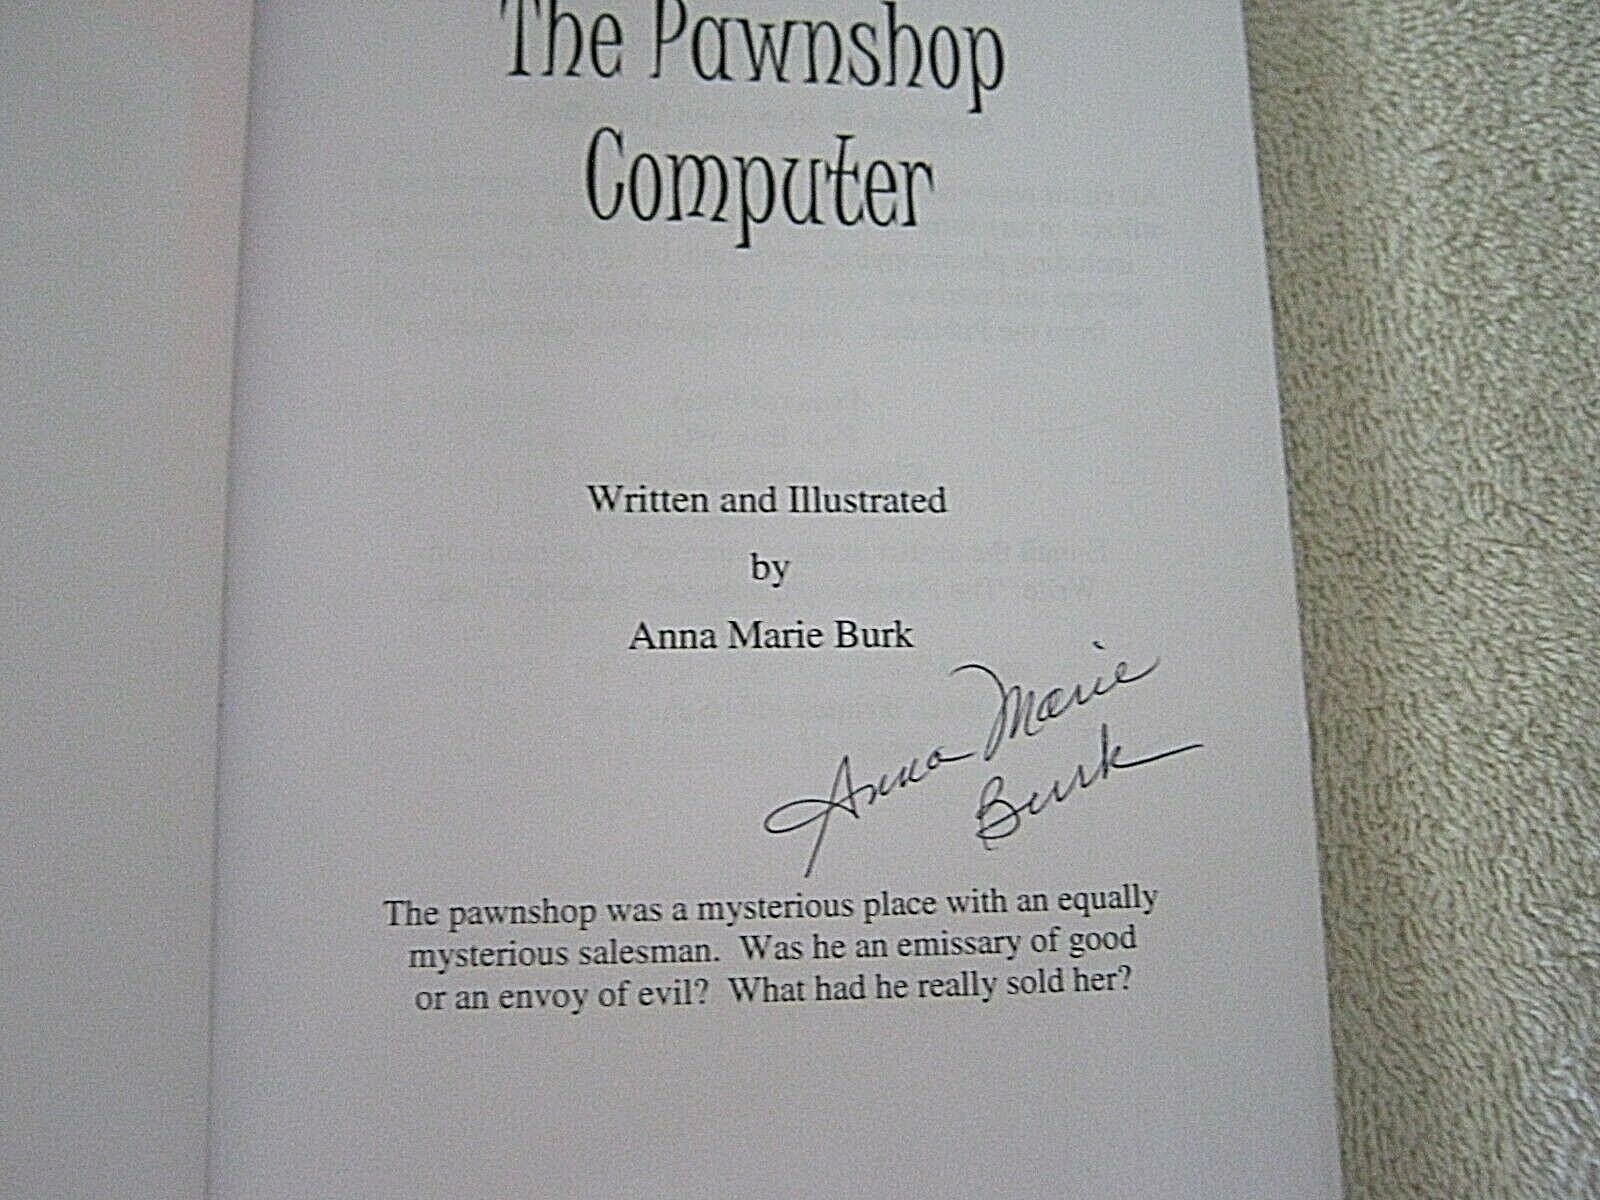 The Pawnshop
Computer
Written and Illustrated
by
Anna Marie Burk
Anna Marie
Burk
The pawnshop was a mysterious place with an equally
mysterious salesman. Was he an emissary of good
or an envoy of evil? What had he really sold her?